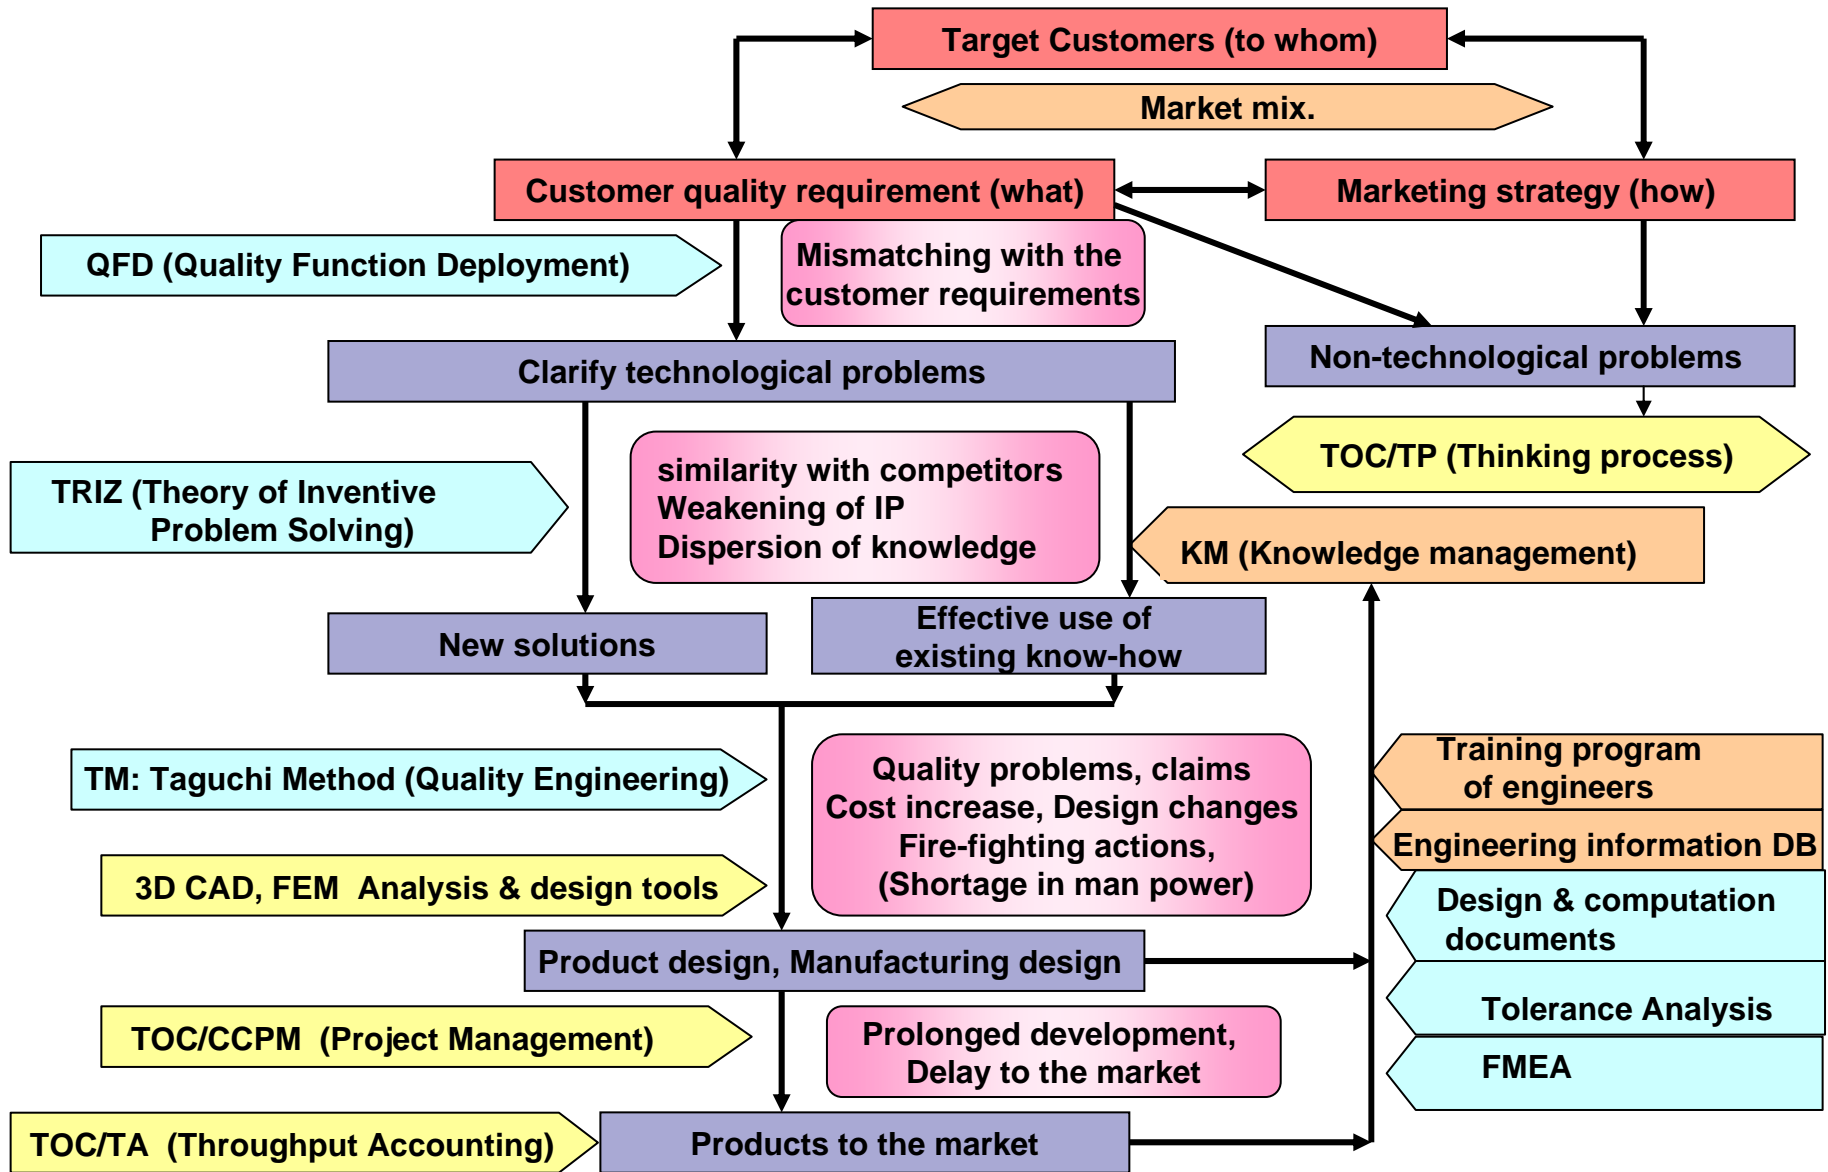 Target Customers (to whom)
Market mix.
Customer quality requirement (what)
Marketing strategy (how)
QFD (Quality Function Deployment)
Mismatching with the
customer requirements
Clarify technological problems
Non-technological problems
TOC/TP (Thinking process)
TRIZ (Theory of Inventive
Problem Solving)
similarity with competitors
Weakening of IP
Dispersion of knowledge
KM (Knowledge management)
New solutions
Effective use of
existing know-how
TM: Taguchi Method (Quality Engineering)
Quality problems, claims
Cost increase, Design changes
Fire-fighting actions,
(Shortage in man power)
Training program
of engineers
Engineering information DB
3D CAD, FEM  Analysis & design tools
Design & computation
documents
Product design, Manufacturing design
Tolerance Analysis
TOC/CCPM  (Project Management)
Prolonged development,
Delay to the market
FMEA
TOC/TA  (Throughput Accounting)
Products to the market